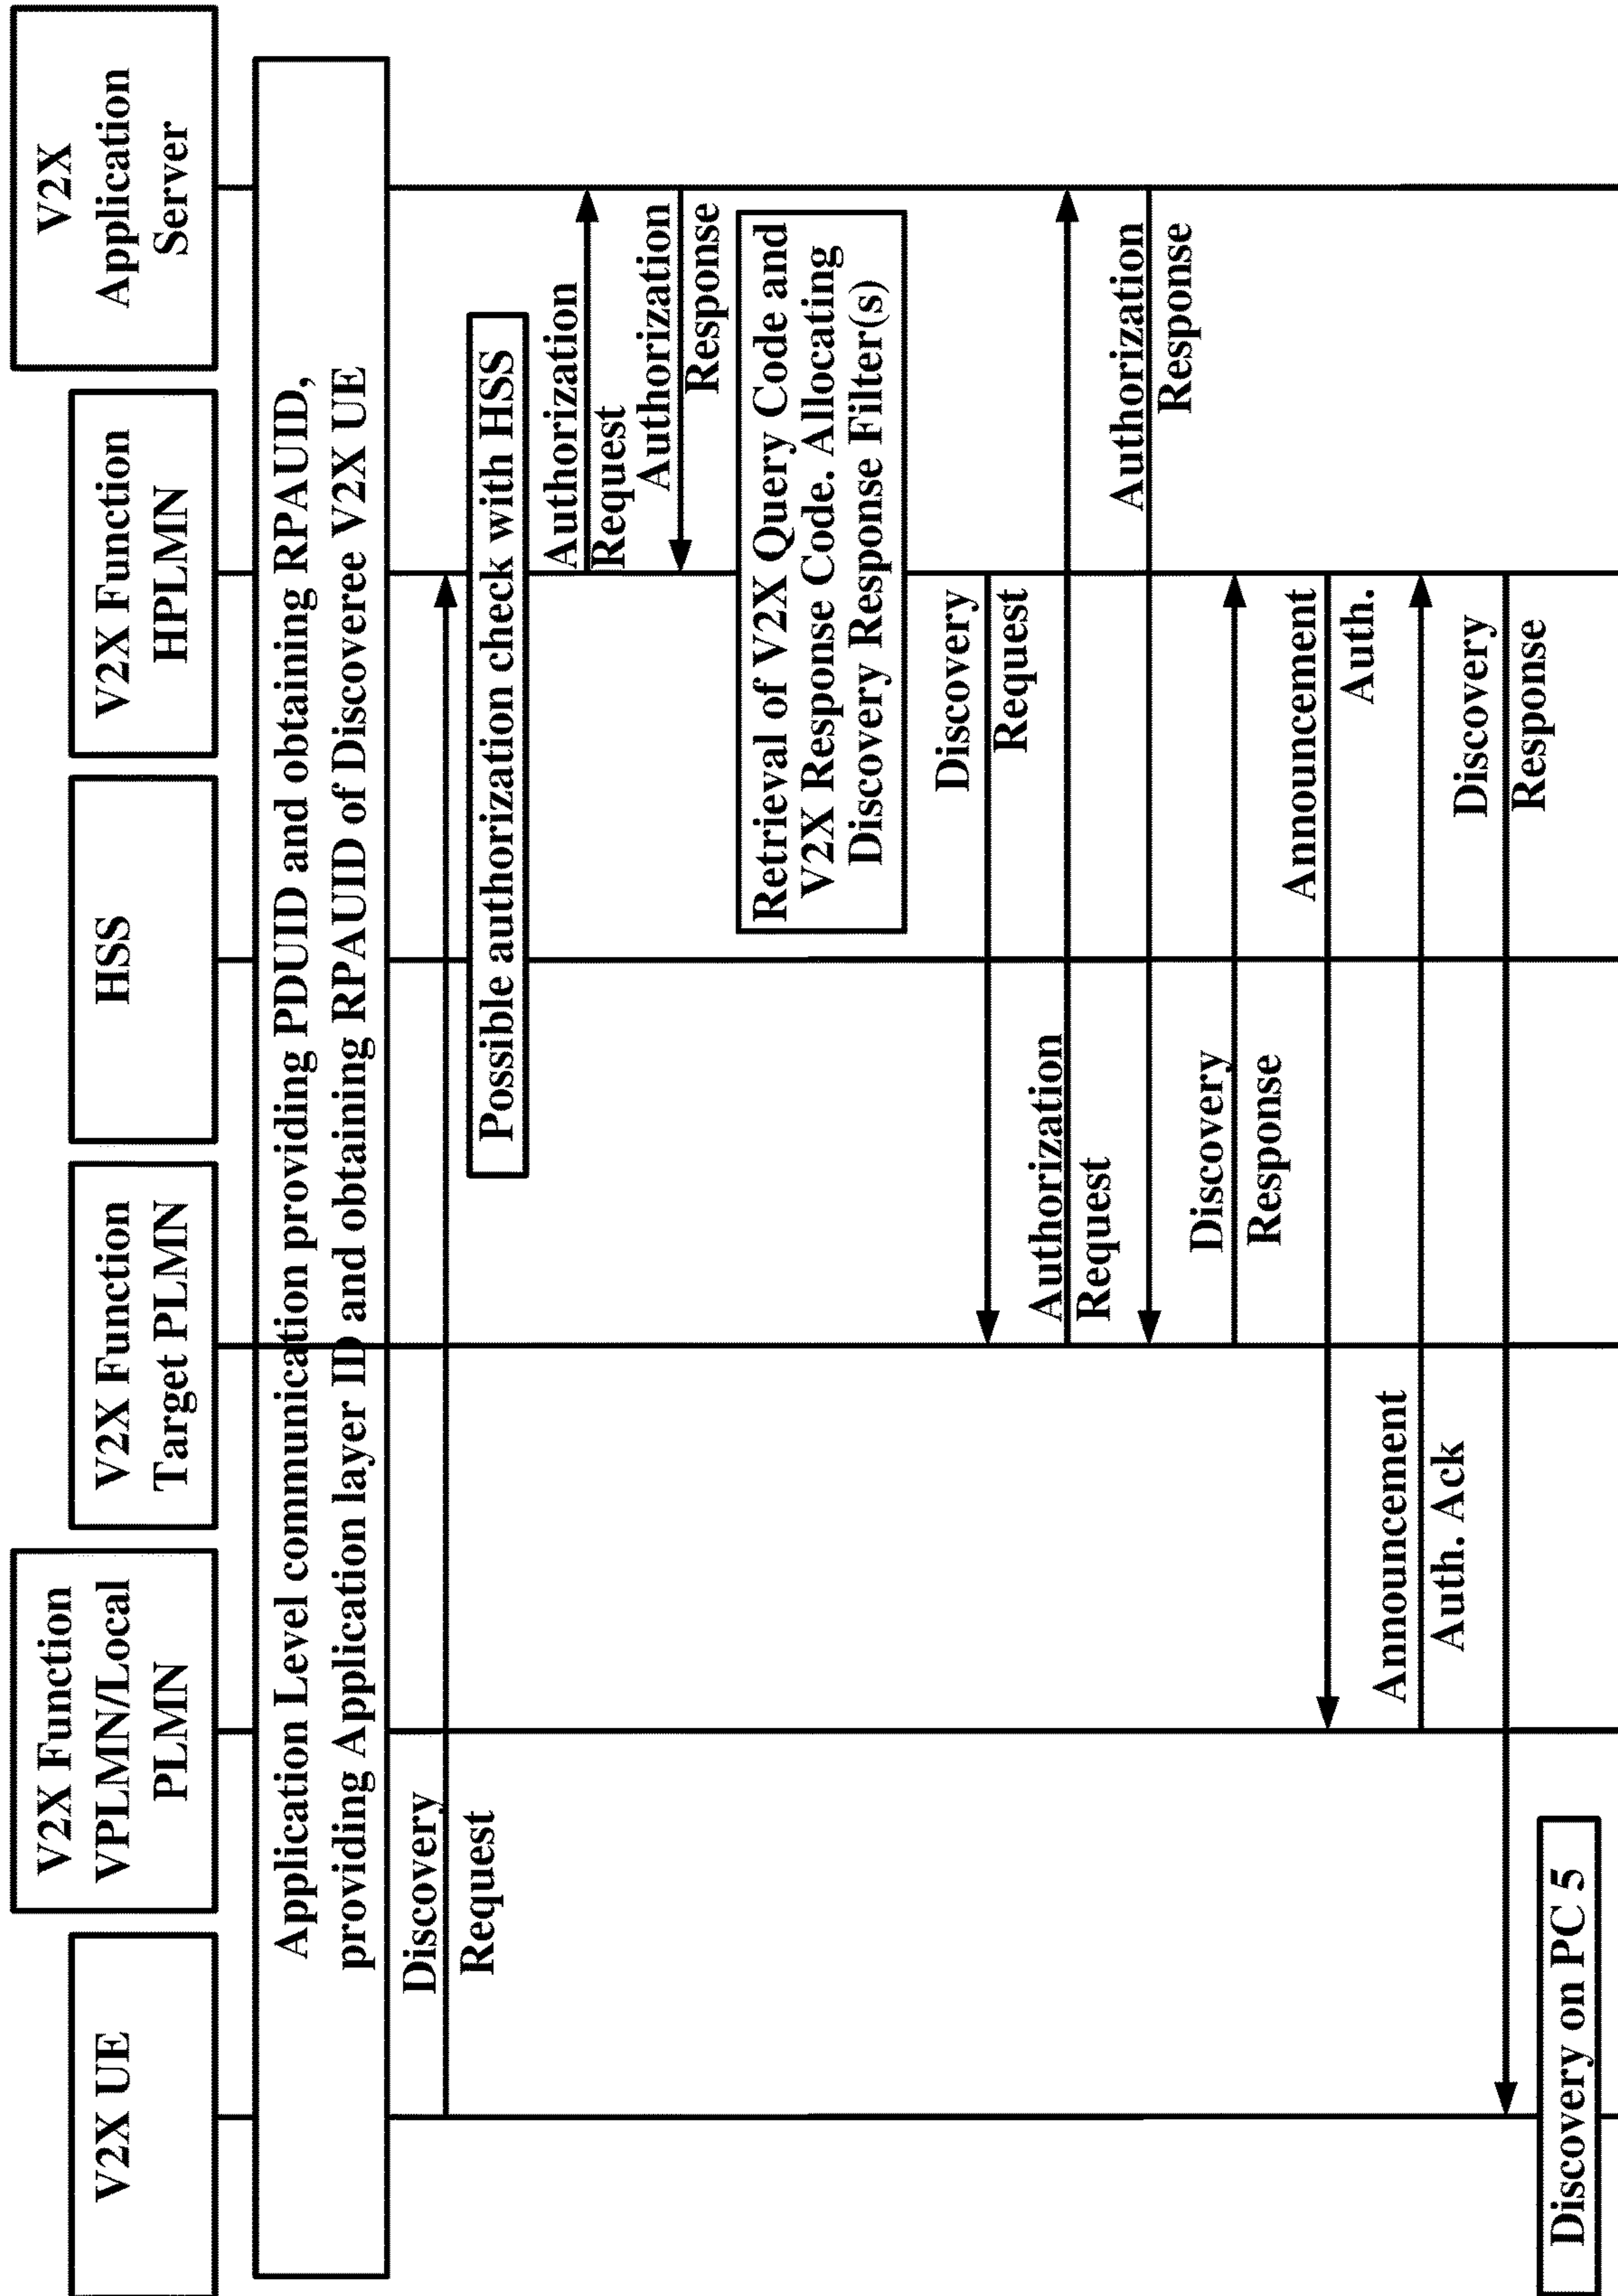 V2X UE
V2X Function
VPLMN/Local
PLMN
V2X Function
Target PLMN
HSS
V2X Function
HPLMN
V2X
Application
Server
Application Level communication providing PDUID and obtaining RPAUID,
providing Application layer ID and obtaining RPAUID of Discoveree V2X UE
Discovery
Request
Possible authorization check with HSS
Authorization
Request
Authorization
Response
Retrieval of V2X Query Code and
V2X Response Code. Allocating
Discovery Response Filter(s)
Discovery
Request
Authorization
Request
Authorization
Response
Discovery
Response
Announcement
Auth.
Announcement
Auth. Ack
Discovery
Response
Discovery on PC 5